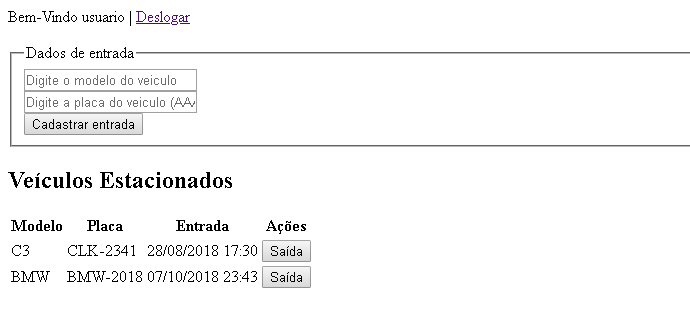 Bem-Vindo usuario | Deslogar
Dados de entrada
Digite o modelo do veiculo
Digite a placa do veiculo (AAA
Cadastrar entrada
Veículos Estacionados
Modelo Placa Entrada Ações
C3 CLK-2341 28/08/2018 17:30 Saída
BMW BMW-2018 07/10/2018 23:43 Saída